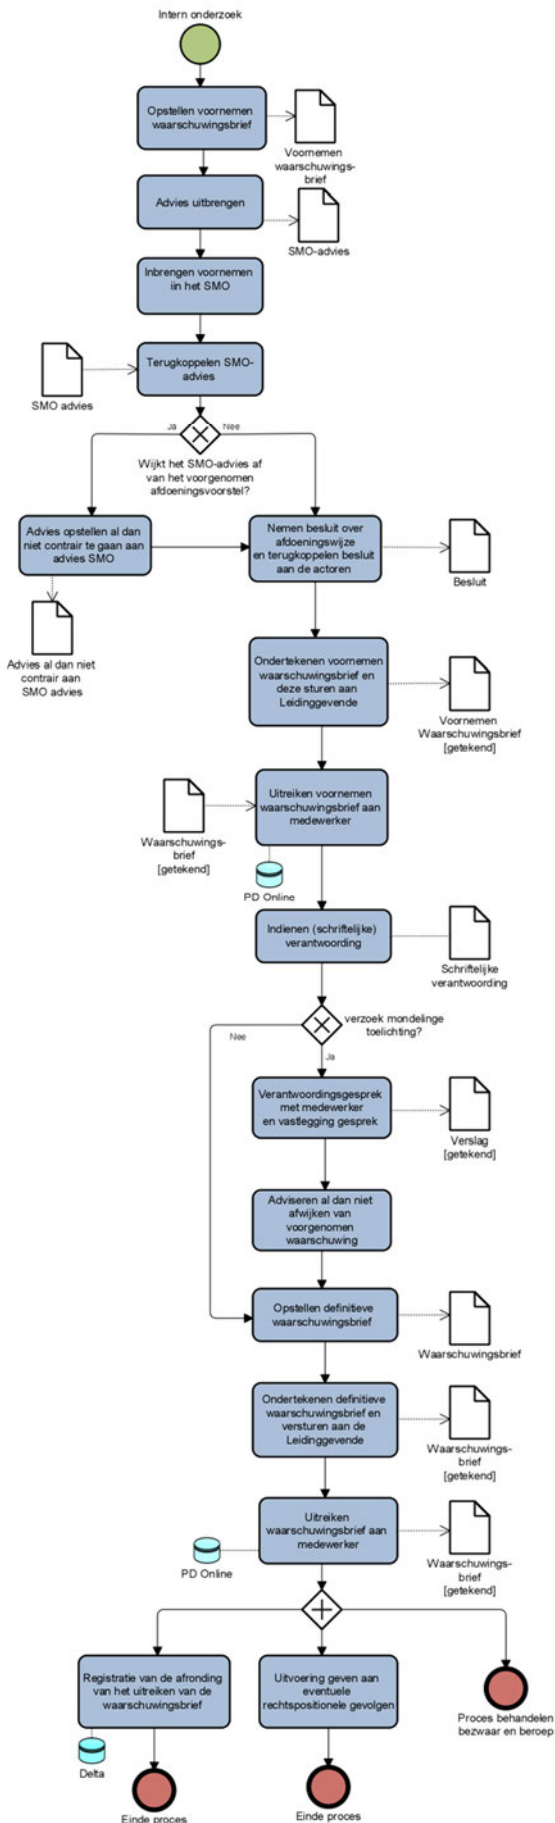 Intern onderzoek
Opstellen voornemen
waarschuwingsbrief
Voornemen
waarschuwings-
brief
Advies uitbrengen
SMO-advies
Inbrengen voornemen
iin het SMO
Terugkoppelen SMO-
advies
SMO advies
Ja
Nee
Wijkt het SMO-advies af
van het voorgenomen
afdoeningsvoorstel?
Advies opstellen al dan
niet contrair te gaan aan
advies SMO
Nemen besluit over
afdoeningswijze
en terugkoppelen besluit
aan de actoren
Besluit
Advies al dan niet
contrair aan
SMO advies
Ondertekenen voornemen
waarschuwingsbrief en
deze sturen aan
Leidinggevende
Voornemen
Waarschuwingsbrief
[getekend]
Uitreiken voornemen
waarschuwingsbrief aan
medewerker
Waarschuwings-
brief
[getekend]
PD Online
Indienen (schriftelijke)
verantwoording
Schriftelijke
verantwoording
verzoek mondelinge
toelichting?
Nee
Ja
Verantwoordingsgesprek
met medewerker
en vastlegging gesprek
Verslag
[getekend]
Adviseren al dan niet
afwijken van
voorgenomen
waarschuwing
Opstellen definitieve
waarschuwingsbrief
Waarschuwingsbrief
Ondertekenen definitieve
waarschuwingsbrief en
versturen aan de
Leidinggevende
Waarschuwings-
brief
[getekend]
Uitreiken
waarschuwingsbrief aan
medewerker
PD Online
Waarschuwings-
brief
[getekend]
Registratie van de afronding
van het uitreiken van de
waarschuwingsbrief
Uitvoering geven aan
eventuele
rechtspositionele gevolgen
Proces behandelen
bezwaar en beroep
Delta
Einde proces
Einde proces